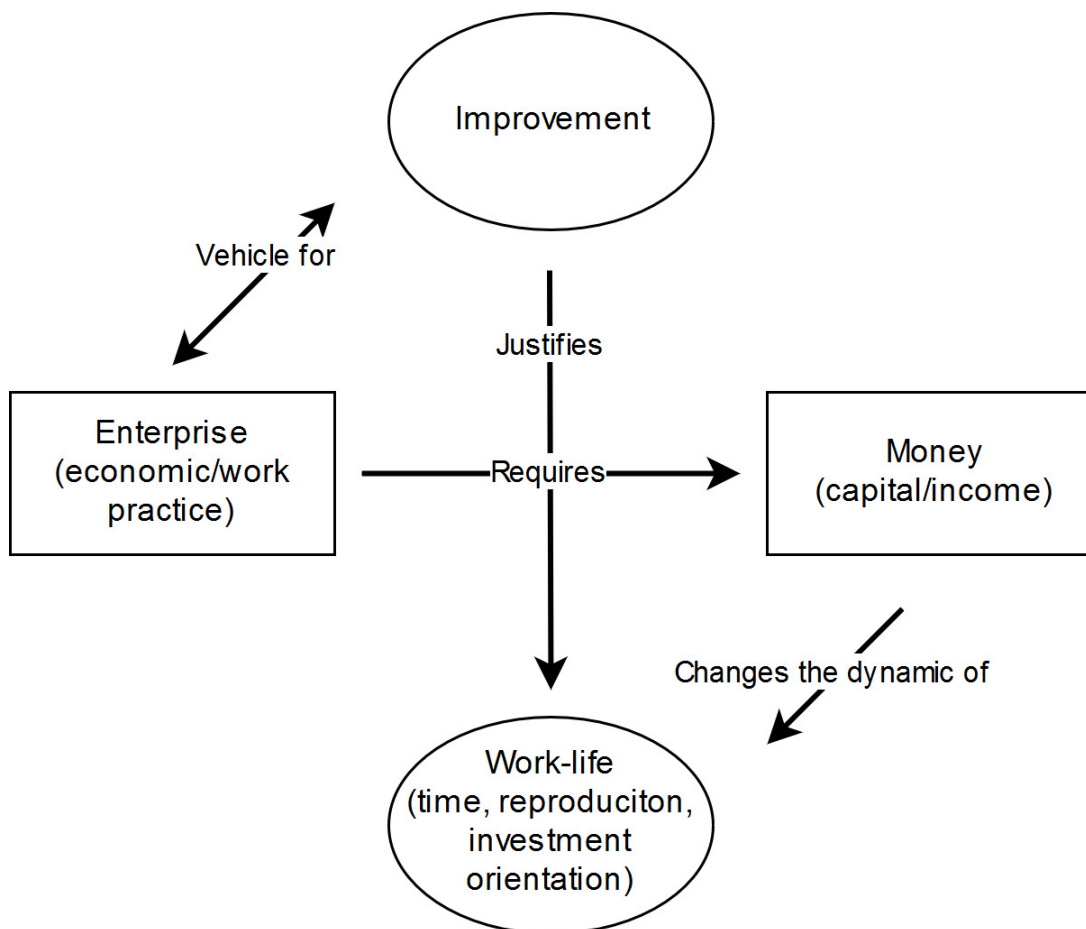 Improvement
Vehicle for
Justifies
Enterprise
(economic/work
practice)
Requires
Money
(capital/income)
Changes the dynamic of
Work-life
(time, reproduciton,
investment
orientation)